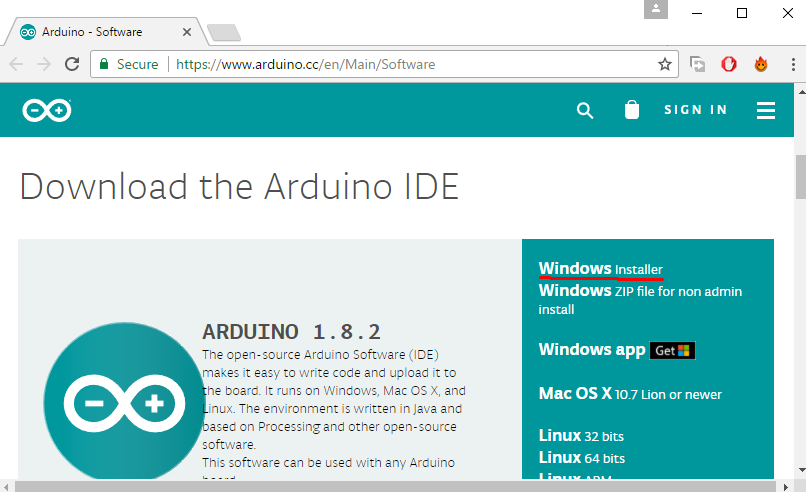 Arduino - Software
Secure
https://www.arduino.cc/en/Main/Software
SIGN IN
Download the Arduino IDE
ARDUINO 1.8.2
The open-source Arduino Software (IDE)
makes it easy to write code and upload it to
the board. It runs on Windows, Mac OS X, and
Linux. The environment is written in Java and
based on Processing and other open-source
software.
This software can be used with any Arduino
board
Windows Installer
Windows ZIP file for non admin
install
Windows app Get
Mac OS X 10.7 Lion or newer
Linux 32 bits
Linux 64 bits
Linux ARM